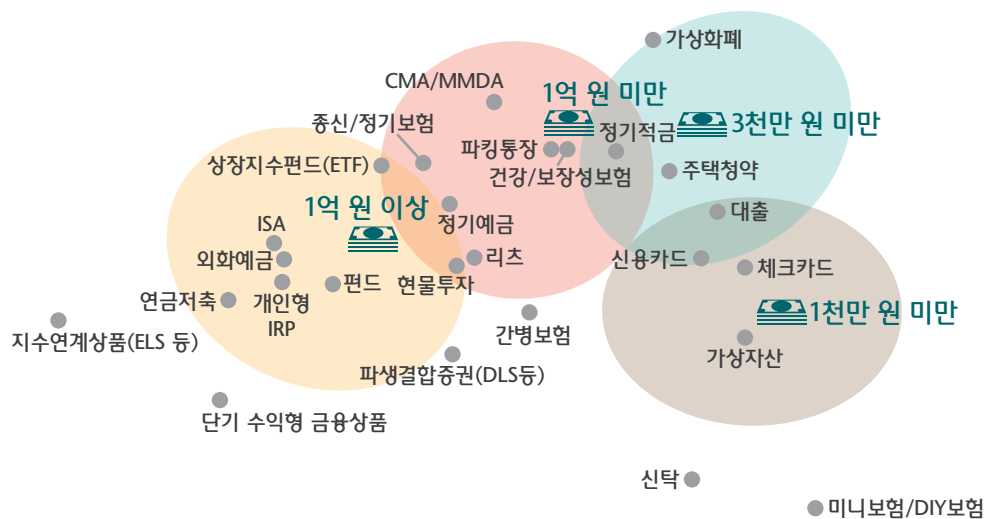 가상화폐
CMA/MMDA
1억 원 미만
종신/정기보험
3천만 원 미만
정기적금
파킹통장
상장지수펀드(ETF)
건강/보장성보험
주택청약
1억 원 이상
대출
ISA
정기예금
외화예금
리츠
신용카드
체크카드
현물투자
펀드
연금저축
개인형
IRP
1천만 원 미만
간병보험
지수연계상품(ELS 등)
가상자산
파생결합증권(DLS등)
단기 수익형 금융상품
신탁
미니보험/DIY보험